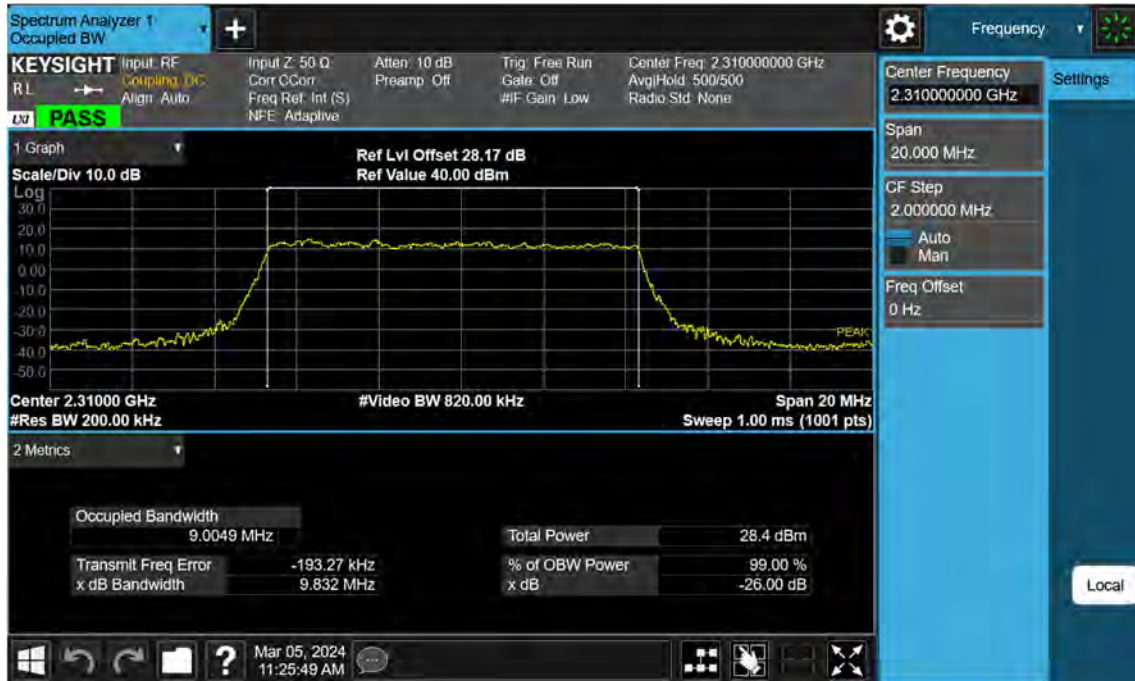 Spectrum Analyzer 1
Occupied BW
+
Frequency
KEYSIGHT
RL
LXI
PASS
Input: RF
Coupling: DC
Align: Auto
Input Z: 50 Ω
Corr CCorr
Freq Ref: Int (S)
NFE: Adaptive
Atten: 10 dB
Preamp: Off
Trig: Free Run
Gate: Off
#IF Gain: Low
Center Freq: 2.310000000 GHz
Avg|Hold: 500/500
Radio Std: None
1 Graph
Scale/Div 10.0 dB
Ref Lvl Offset 28.17 dB
Ref Value 40.00 dBm
Log
30.0
20.0
10.0
0.00
-10.0
-20.0
-30.0
-40.0
-50.0
PEAK
Center 2.31000 GHz
#Video BW 820.00 kHz
Span 20 MHz
#Res BW 200.00 kHz
Sweep 1.00 ms (1001 pts)
2 Metrics
Occupied Bandwidth
9.0049 MHz
Total Power 28.4 dBm
Transmit Freq Error -193.27 kHz
% of OBW Power 99.00 %
x dB Bandwidth 9.832 MHz
x dB -26.00 dB
?
Mar 05, 2024
11:25:49 AM
Center Frequency
2.310000000 GHz
Settings
Span
20.000 MHz
CF Step
2.000000 MHz
Auto
Man
Freq Offset
0 Hz
Local